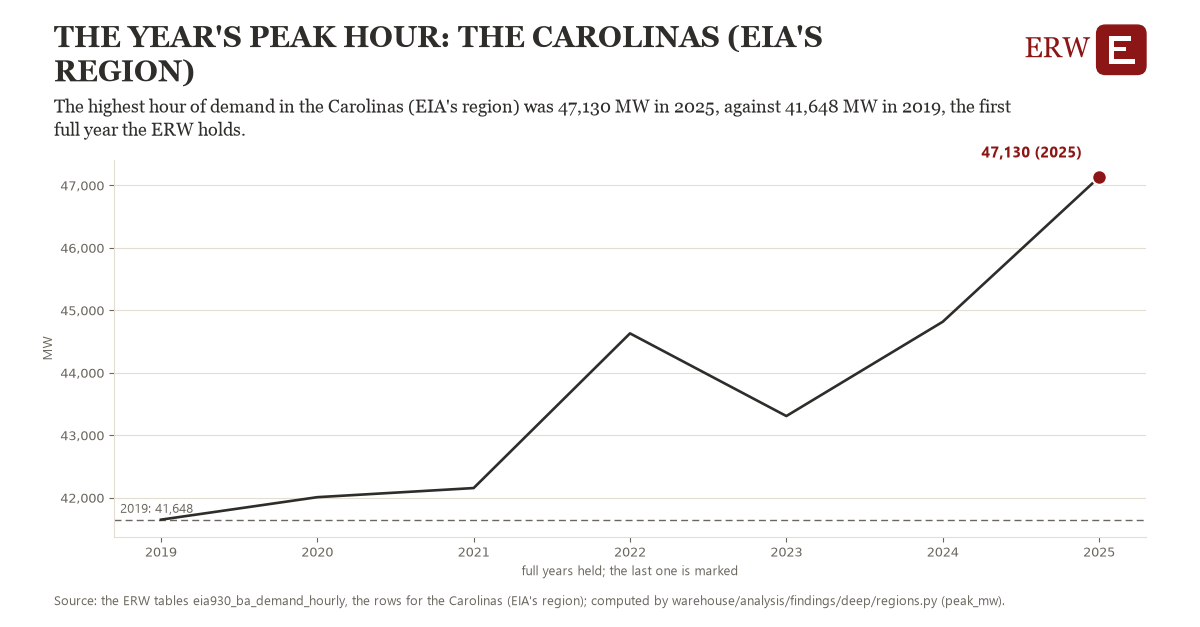 THE YEAR'S PEAK HOUR: THE CAROLINAS (EIA'S
REGION)
ERW
E
The highest hour of demand in the Carolinas (EIA's region) was 47,130 MW in 2025, against 41,648 MW in 2019, the first
full year the ERW holds.
47,130 (2025)
47,000
46,000
45,000
44,000
43,000
42,000
MW
2019: 41,648
2019
2020
2021
2022
2023
2024
2025
full years held; the last one is marked
Source: the ERW tables eia930_ba_demand_hourly, the rows for the Carolinas (EIA's region); computed by warehouse/analysis/findings/deep/regions.py (peak_mw).